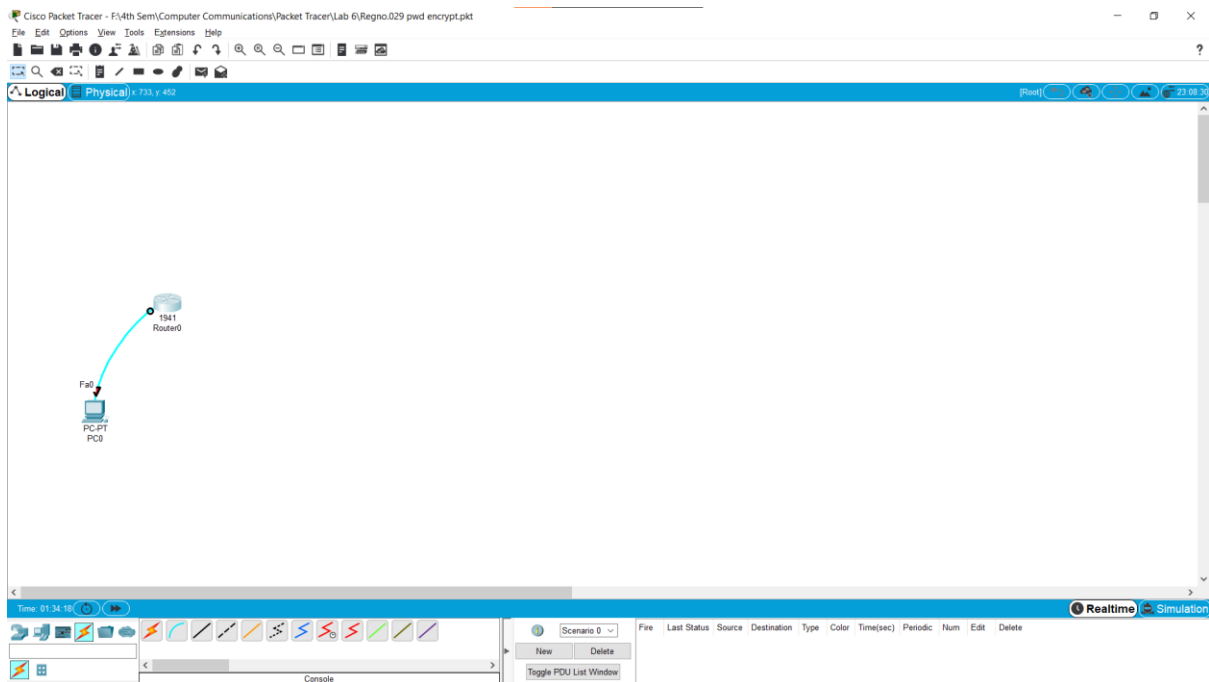 Cisco Packet Tracer - F:\4th Sem\Computer Communications\Packet Tracer\Lab 6\Regno.029 pwd encrypt.pkt
File Edit Options View Tools Extensions Help
?
Logical Physical x: 733, y: 452 [Root] 23:08:30
1941
Router0
Fa0
PC-PT
PC0
Time: 01:34:18 Realtime Simulation
Scenario 0 Fire Last Status Source Destination Type Color Time(sec) Periodic Num Edit Delete
New Delete
Toggle PDU List Window
Console